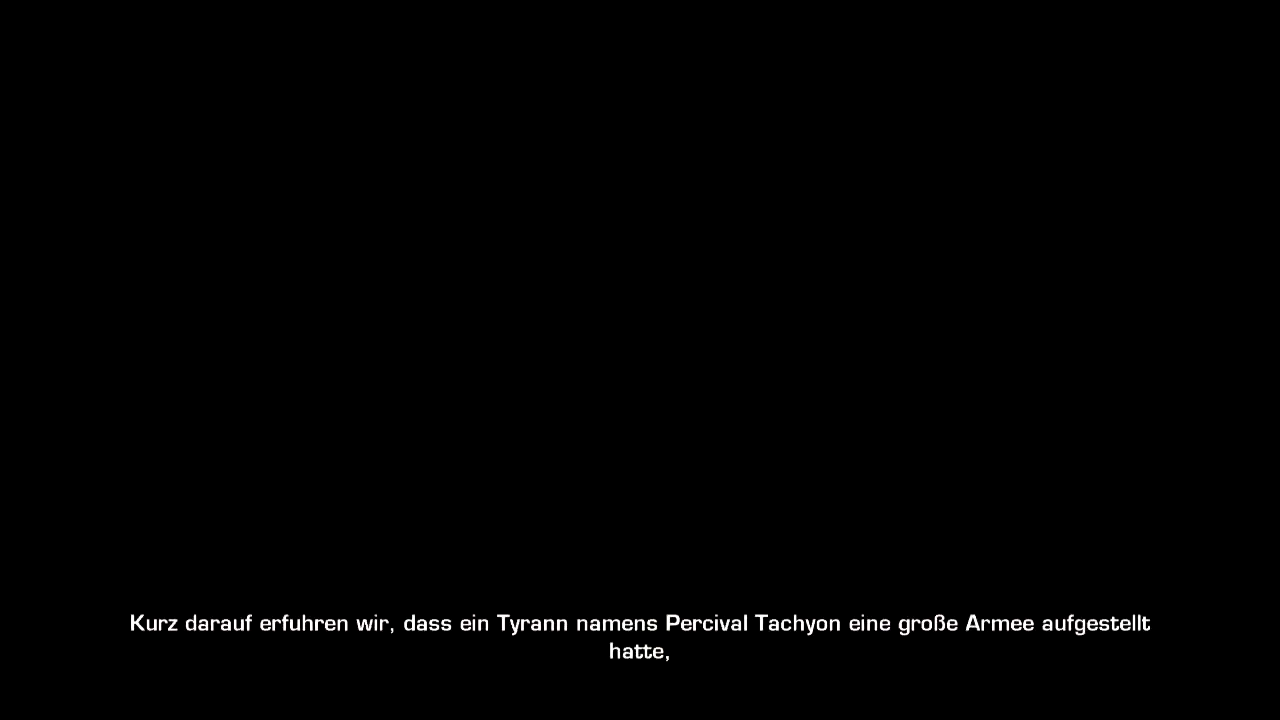 Kurz darauf erfuhren wir, dass ein Tyrann namens Percival Tachyon eine große Armee aufgestellt
hatte,